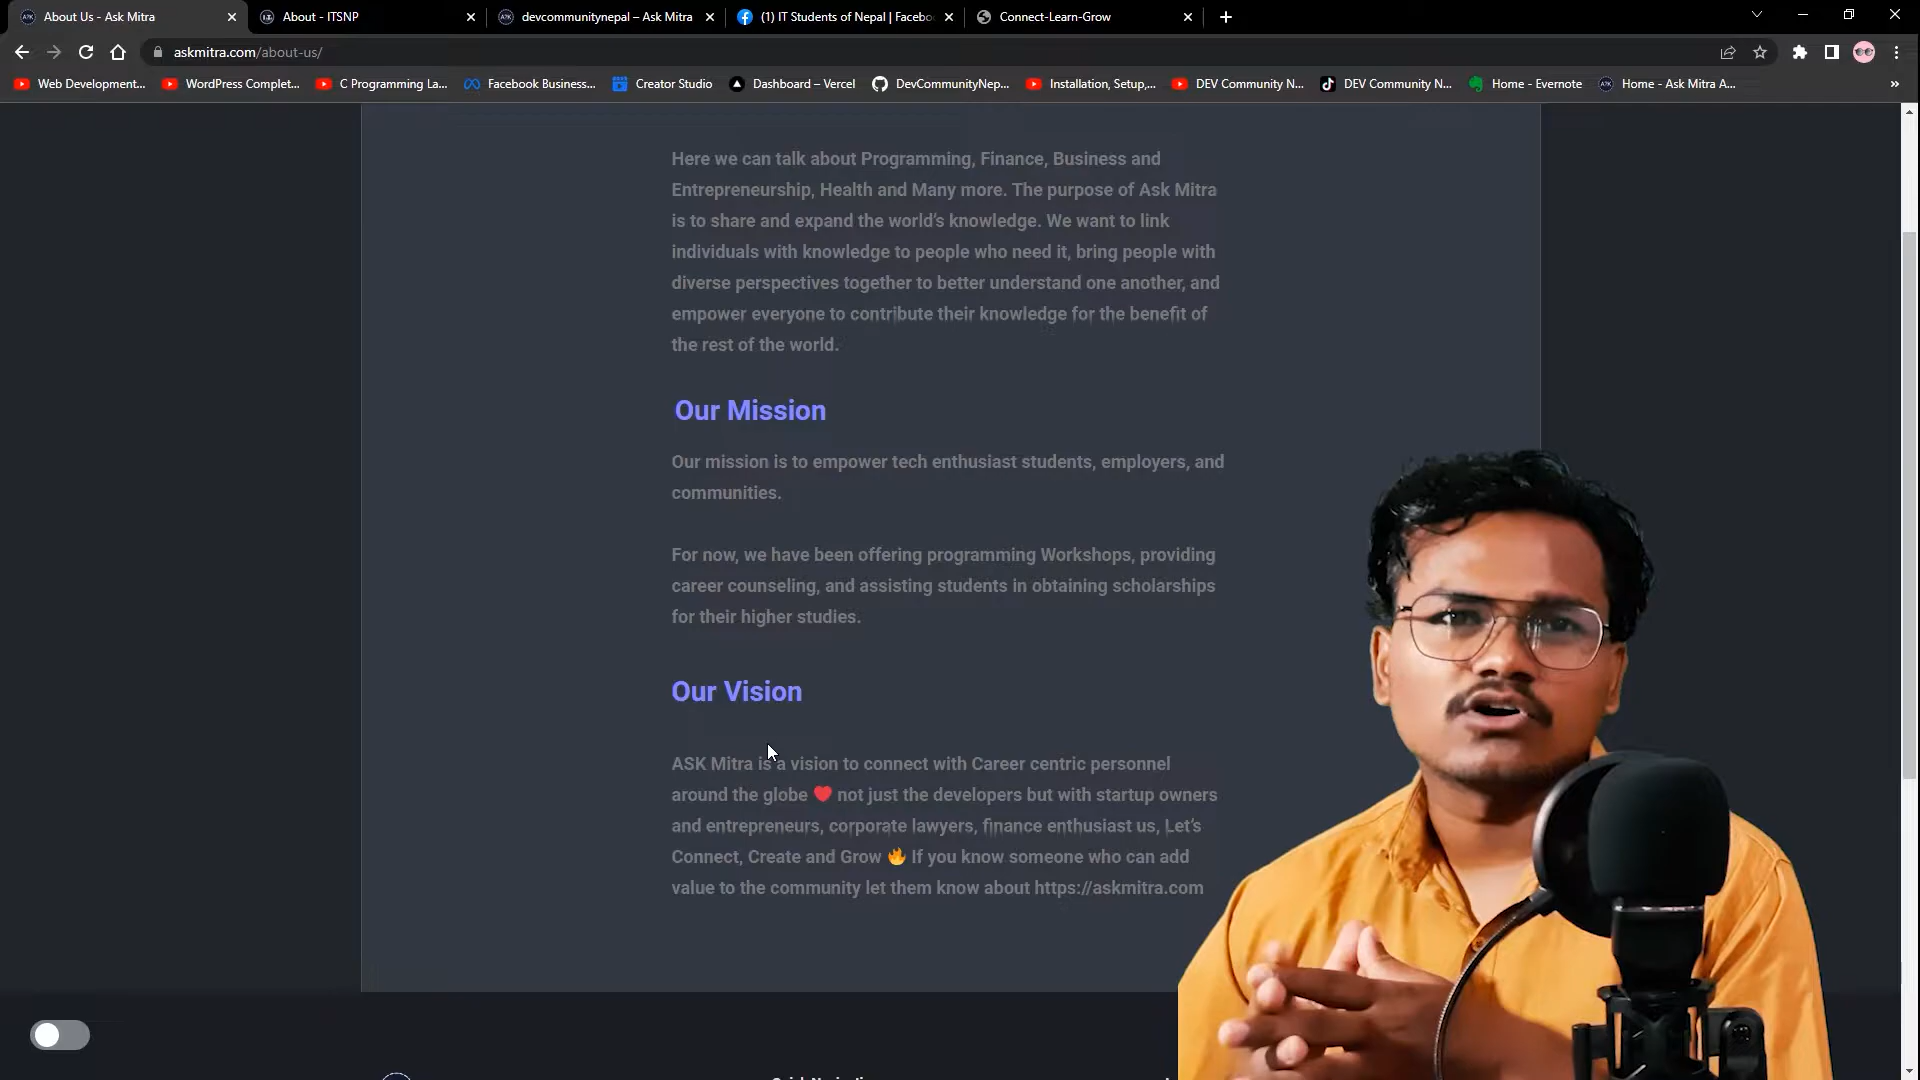 About Us - Ask Mitra
About - ITSNP
devcommunitynepal – Ask Mitra
(1) IT Students of Nepal | Facebo
Connect-Learn-Grow
askmitra.com/about-us/
Web Development...
WordPress Complet...
C Programming La...
Facebook Business...
Creator Studio
Dashboard – Vercel
DevCommunityNep...
Installation, Setup,...
DEV Community N...
DEV Community N...
Home - Evernote
Home - Ask Mitra A...
Here we can talk about Programming, Finance, Business and
Entrepreneurship, Health and Many more. The purpose of Ask Mitra
is to share and expand the world's knowledge. We want to link
individuals with knowledge to people who need it, bring people with
diverse perspectives together to better understand one another, and
empower everyone to contribute their knowledge for the benefit of
the rest of the world.
Our Mission
Our mission is to empower tech enthusiast students, employers, and
communities.
For now, we have been offering programming Workshops, providing
career counseling, and assisting students in obtaining scholarships
for their higher studies.
Our Vision
ASK Mitra is a vision to connect with Career centric personnel
around the globe ❤️ not just the developers but with startup owners
and entrepreneurs, corporate lawyers, finance enthusiast us, Let's
Connect, Create and Grow 🔥 If you know someone who can add
value to the community let them know about https://askmitra.com